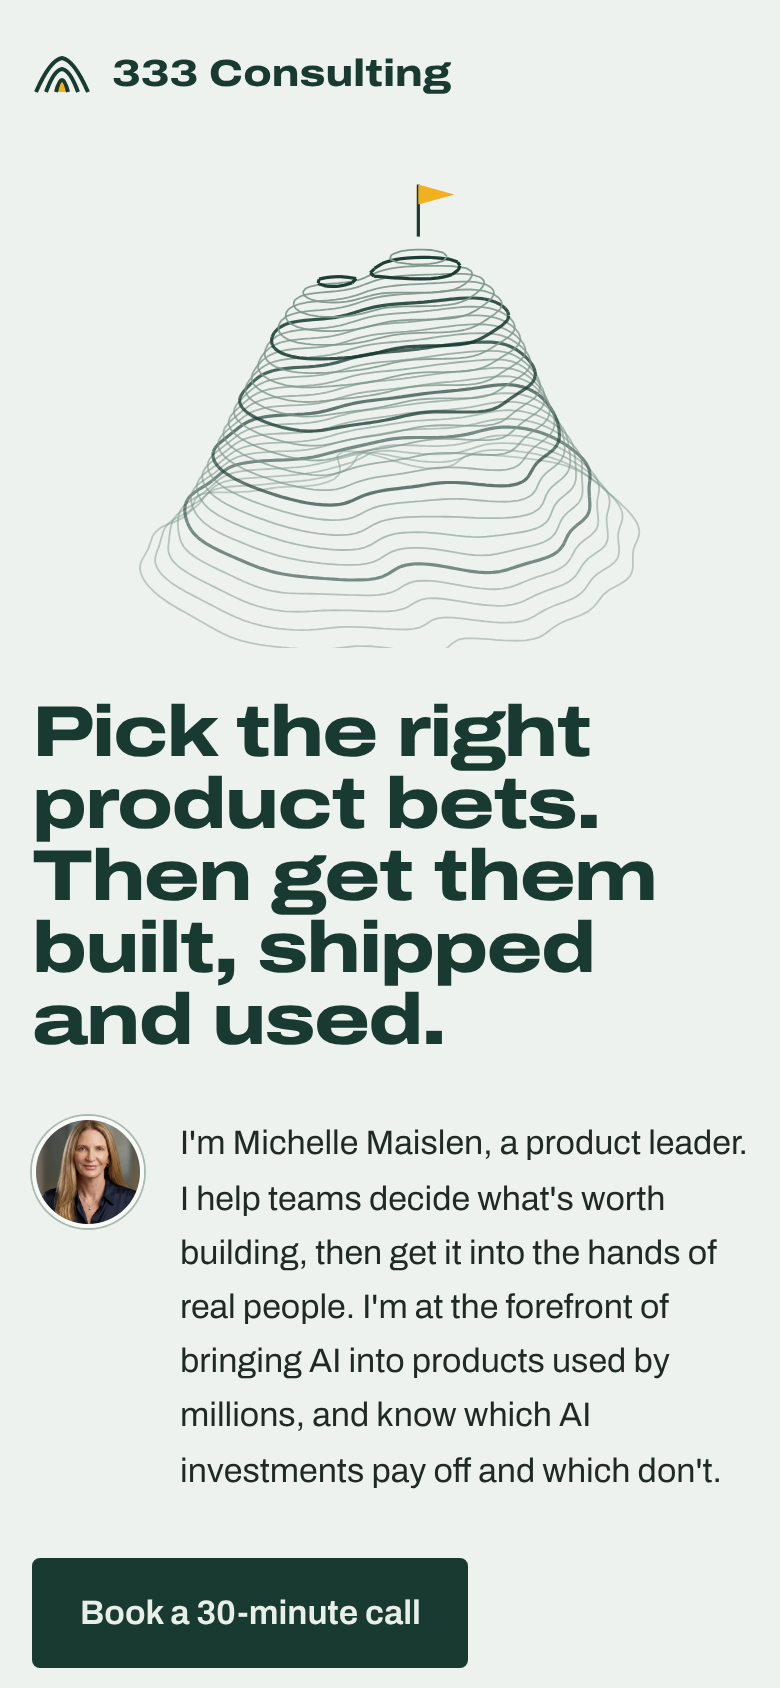 333 Consulting
Pick the right
product bets.
Then get them
built, shipped
and used.
I'm Michelle Maislen, a product leader.
I help teams decide what's worth
building, then get it into the hands of
real people. I'm at the forefront of
bringing AI into products used by
millions, and know which AI
investments pay off and which don't.
Book a 30-minute call